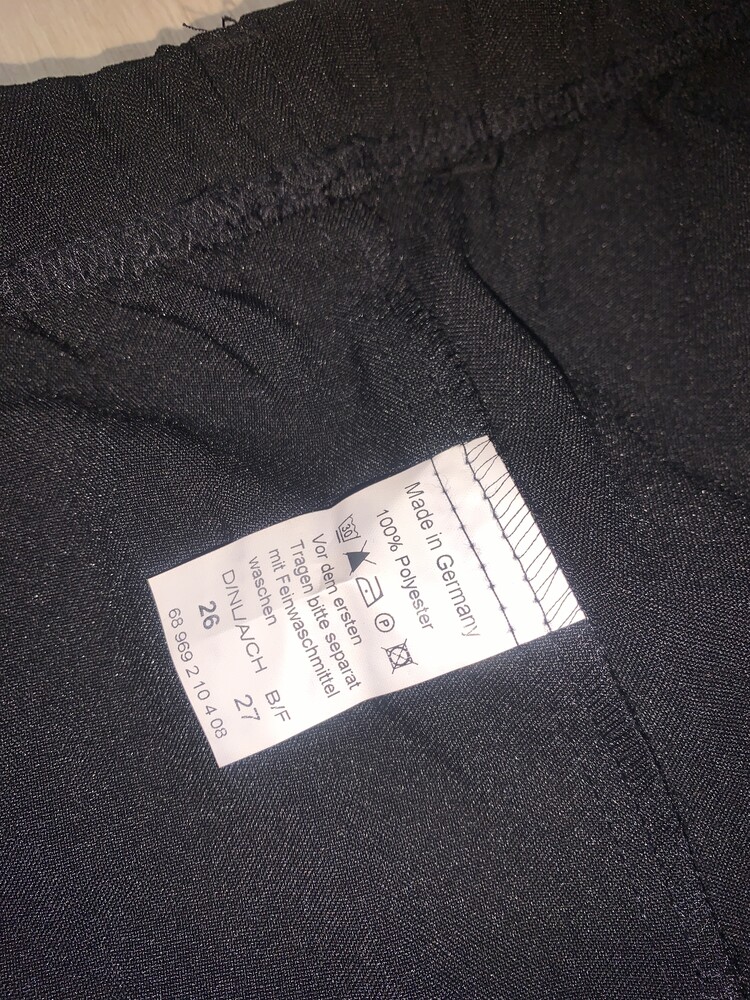 Made in Germany
100% Polyester
30 P
Vor dem ersten
Tragen bitte separat
mit Feinwaschmittel
waschen
D/NL/A/CH B/F
26 27
68 969 2 10 4 08